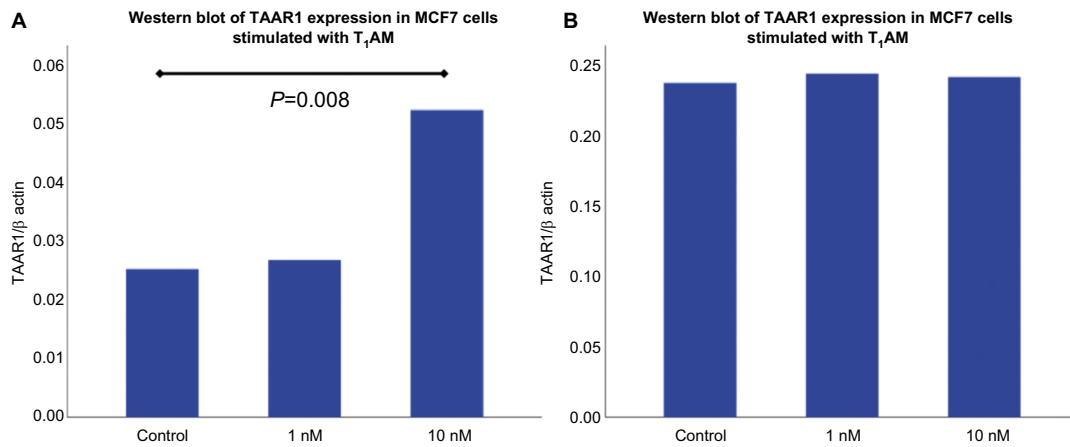 A
Western blot of TAAR1 expression in MCF7 cells
stimulated with T₁AM
0.06
0.05
0.04
0.03
0.02
0.01
0.00
TAAR1/β actin
P=0.008
Control
1 nM
10 nM
B
Western blot of TAAR1 expression in MCF7 cells
stimulated with T₁AM
0.25
0.20
0.15
0.10
0.05
0.00
TAAR1/β actin
Control
1 nM
10 nM